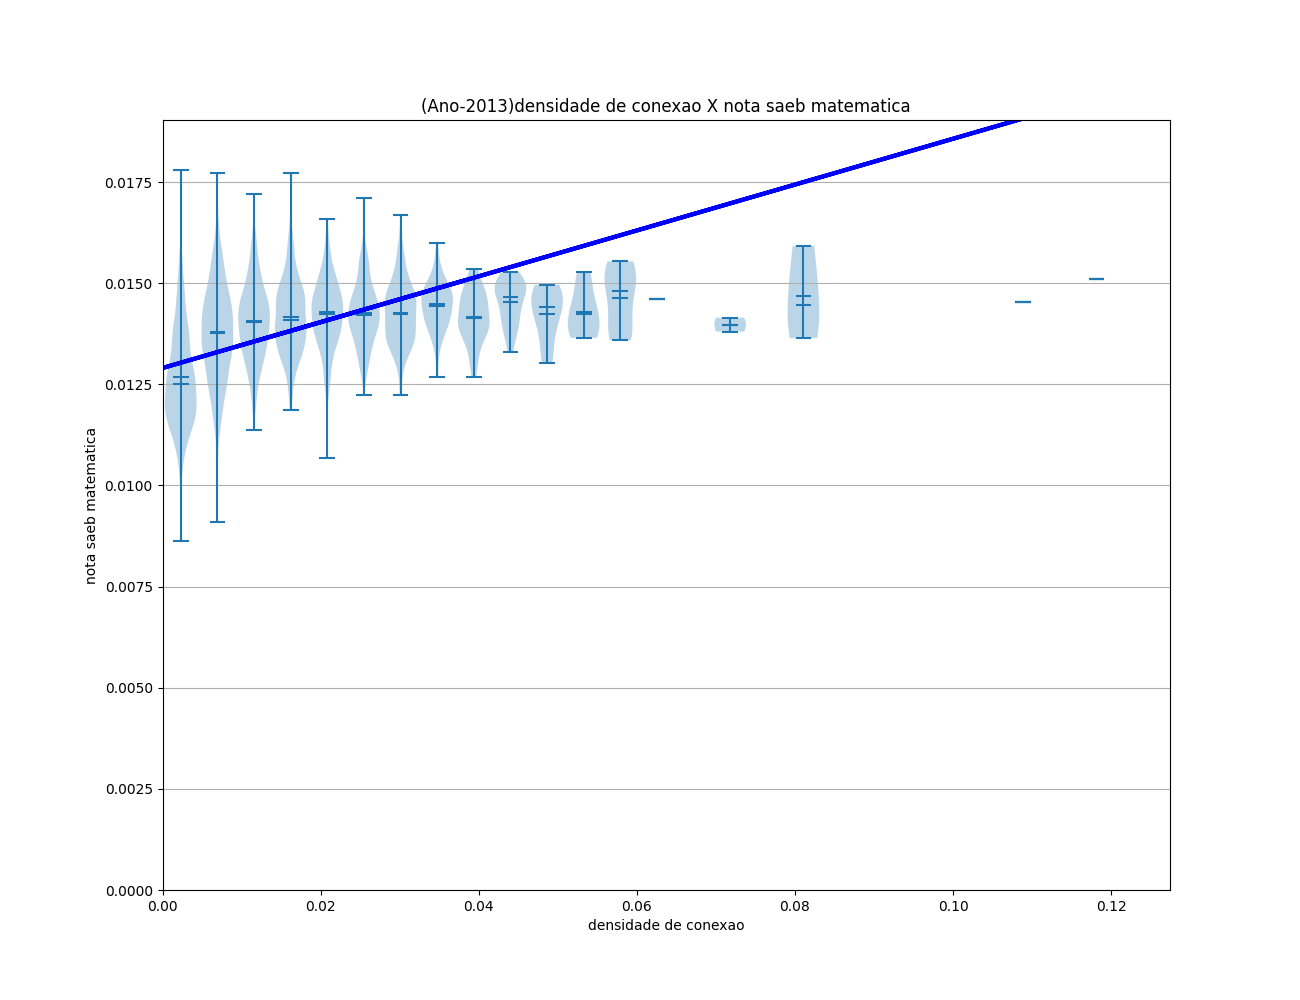 (Ano-2013)densidade de conexao X nota saeb matematica
0.0175
0.0150
0.0125
0.0100
0.0075
0.0050
0.0025
0.0000
nota saeb matematica
0.00 0.02 0.04 0.06 0.08 0.10 0.12
densidade de conexao